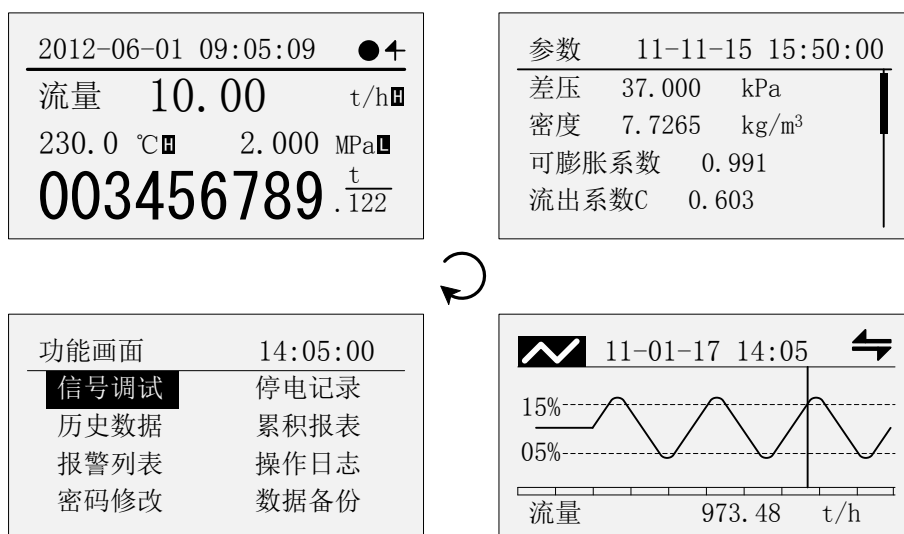 2012-06-01 09:05:09
流量 10.00 t/h H
230.0 ℃ H 2.000 MPa L
003456789 t
.122
参数 11-11-15 15:50:00
差压 37.000 kPa
密度 7.7265 kg/m³
可膨胀系数 0.991
流出系数C 0.603
功能画面 14:05:00
信号调试 停电记录
历史数据 累积报表
报警列表 操作日志
密码修改 数据备份
11-01-17 14:05
15%
05%
流量 973.48 t/h